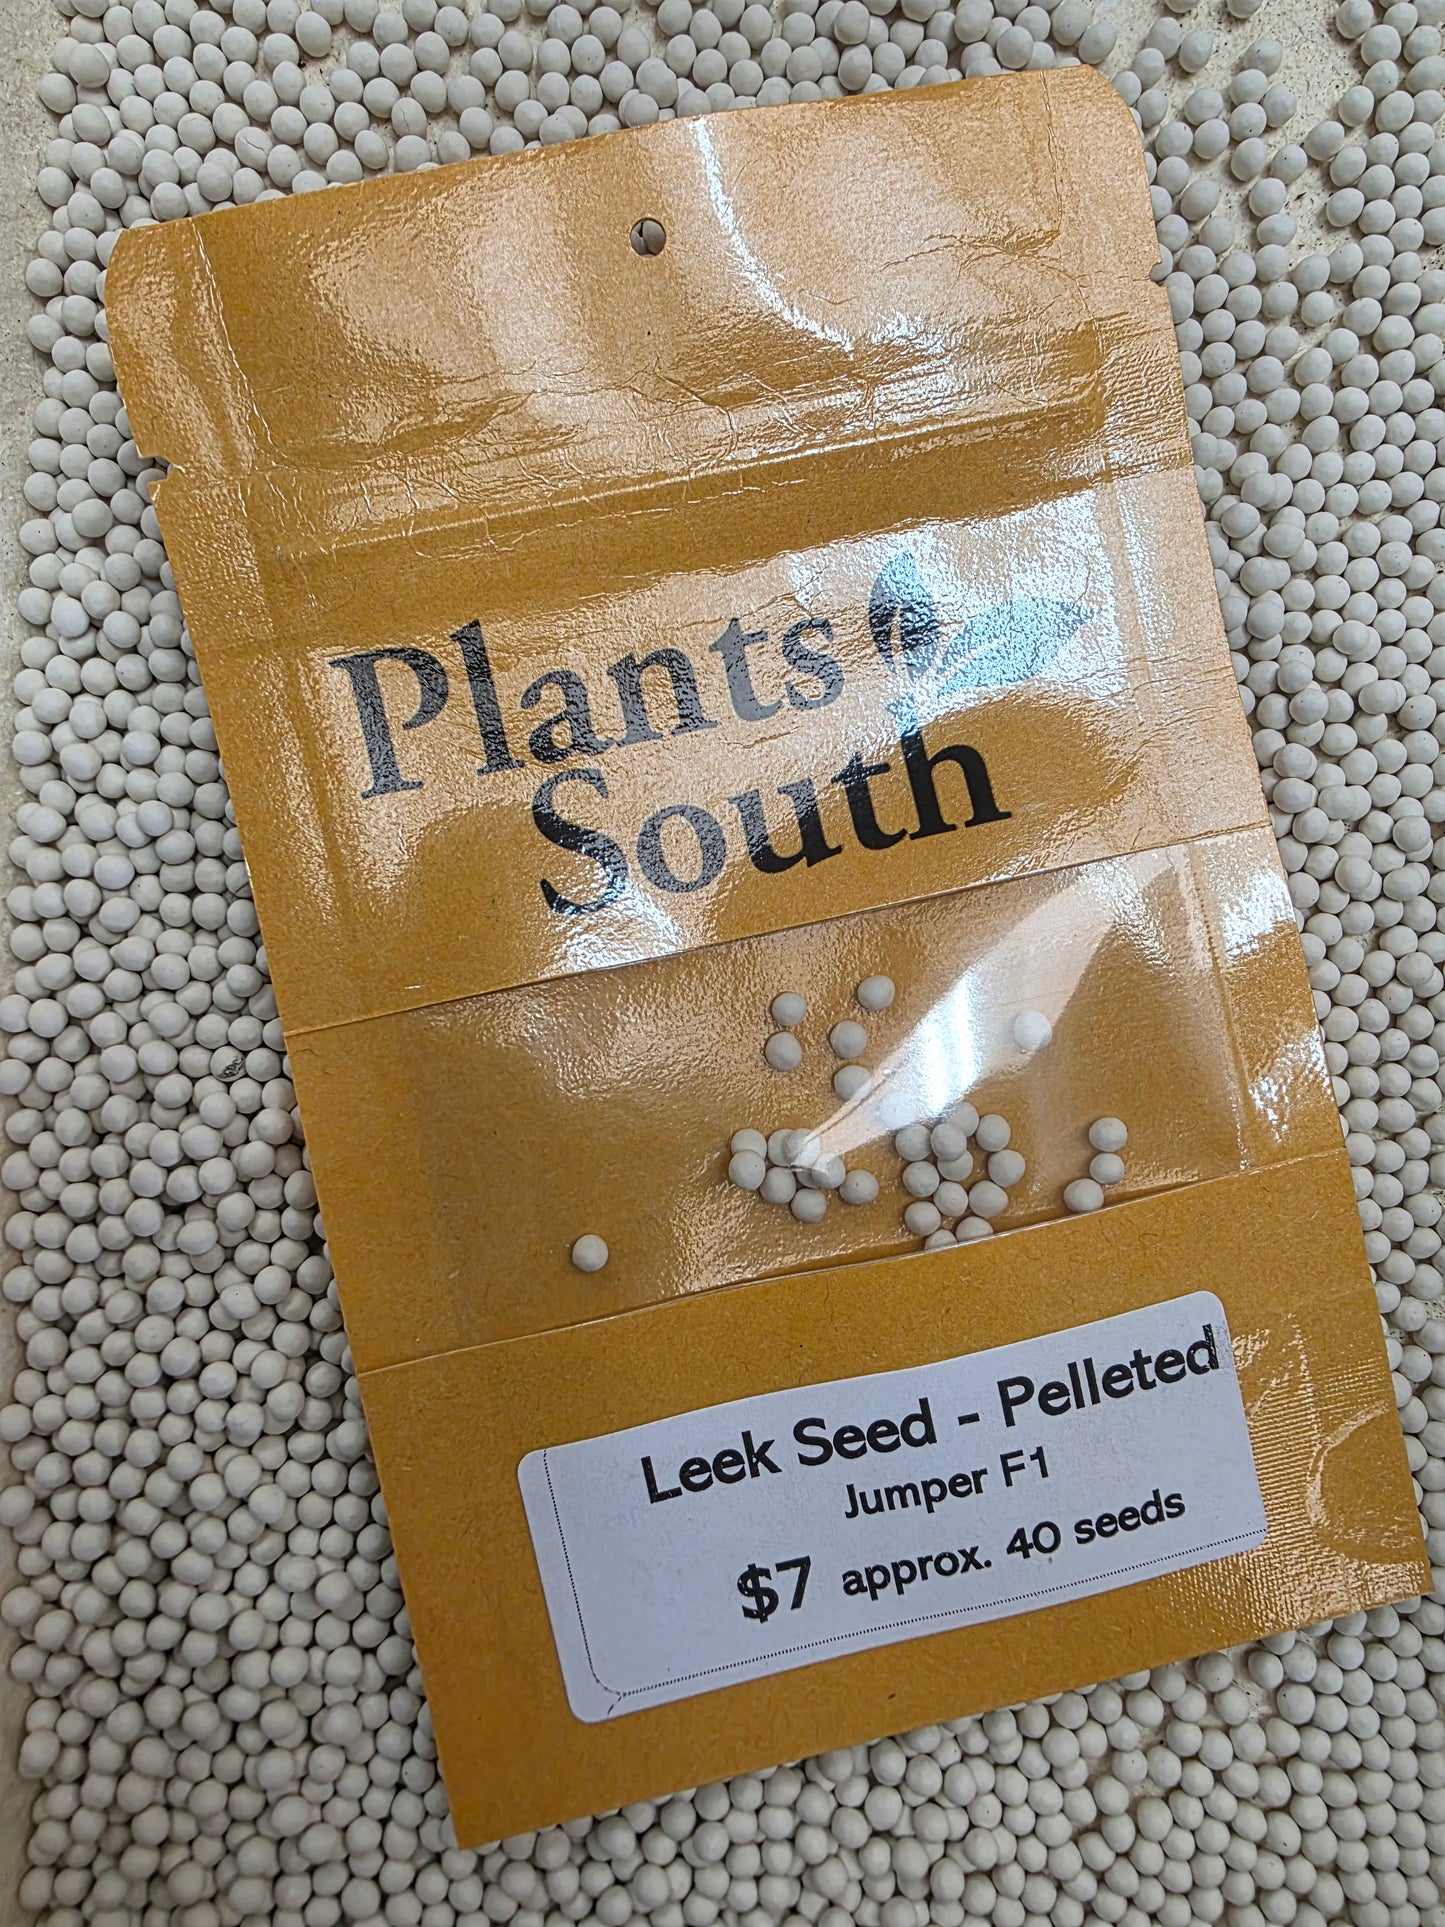 Plants
South
Leek Seed - Pelleted
Jumper F1
$7 approx. 40 seeds